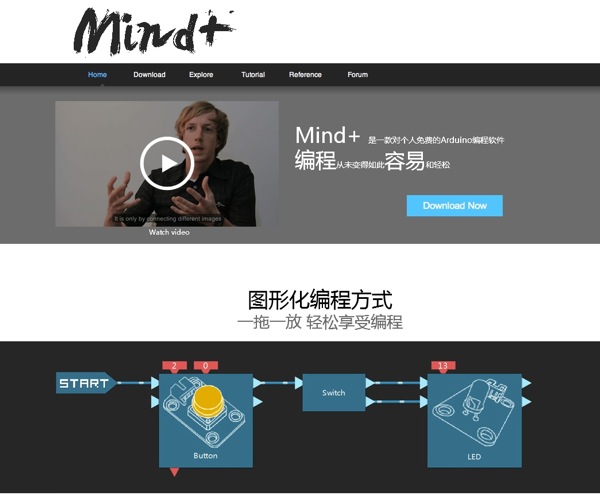 Mind+
Home Download Explore Tutorial Reference Forum
Mind+ 是一款对个人免费的Arduino编程软件
编程从未变得如此容易和轻松
It is only by connecting different images
Download Now
Watch video
图形化编程方式
一拖一放 轻松享受编程
2 0 13
START
Switch
Button
LED